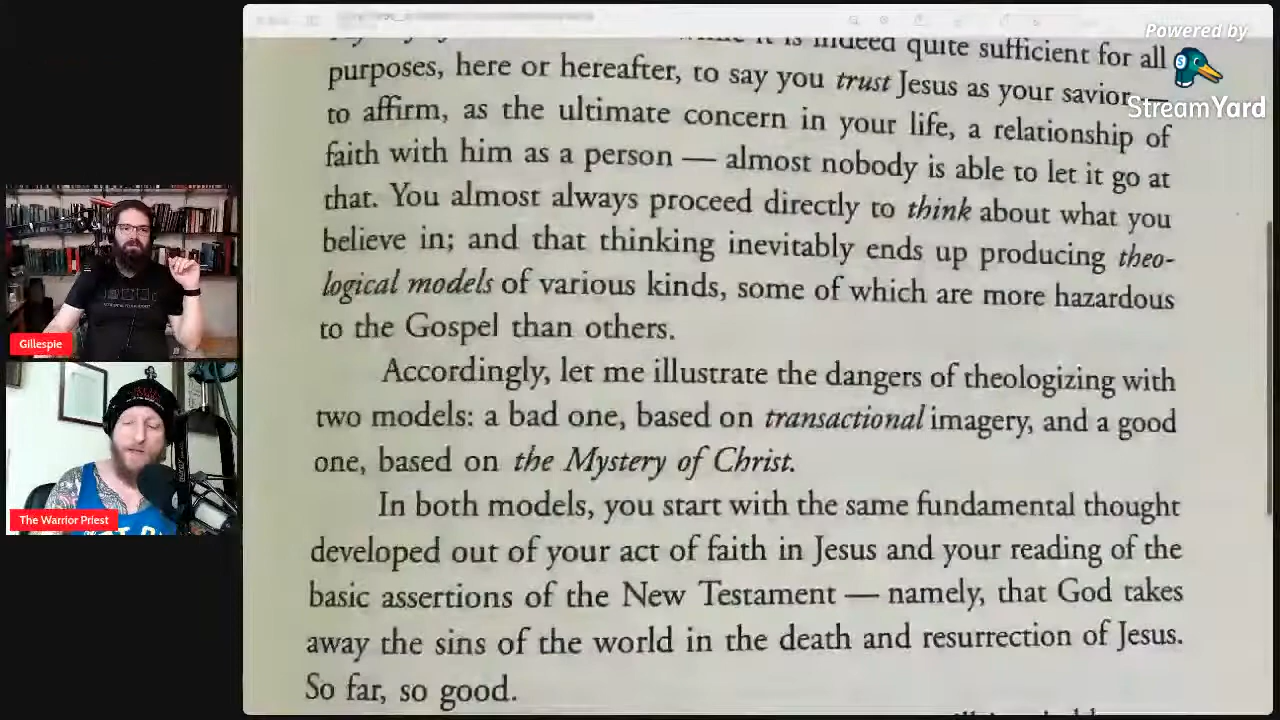 Powered by
StreamYard
it is indeed quite sufficient for all
purposes, here or hereafter, to say you trust Jesus as your savior —
to affirm, as the ultimate concern in your life, a relationship of
faith with him as a person — almost nobody is able to let it go at
that. You almost always proceed directly to think about what you
believe in; and that thinking inevitably ends up producing theo-
logical models of various kinds, some of which are more hazardous
to the Gospel than others.
Accordingly, let me illustrate the dangers of theologizing with
two models: a bad one, based on transactional imagery, and a good
one, based on the Mystery of Christ.
In both models, you start with the same fundamental thought
developed out of your act of faith in Jesus and your reading of the
basic assertions of the New Testament — namely, that God takes
away the sins of the world in the death and resurrection of Jesus.
So far, so good.
Gillespie
The Warrior Priest